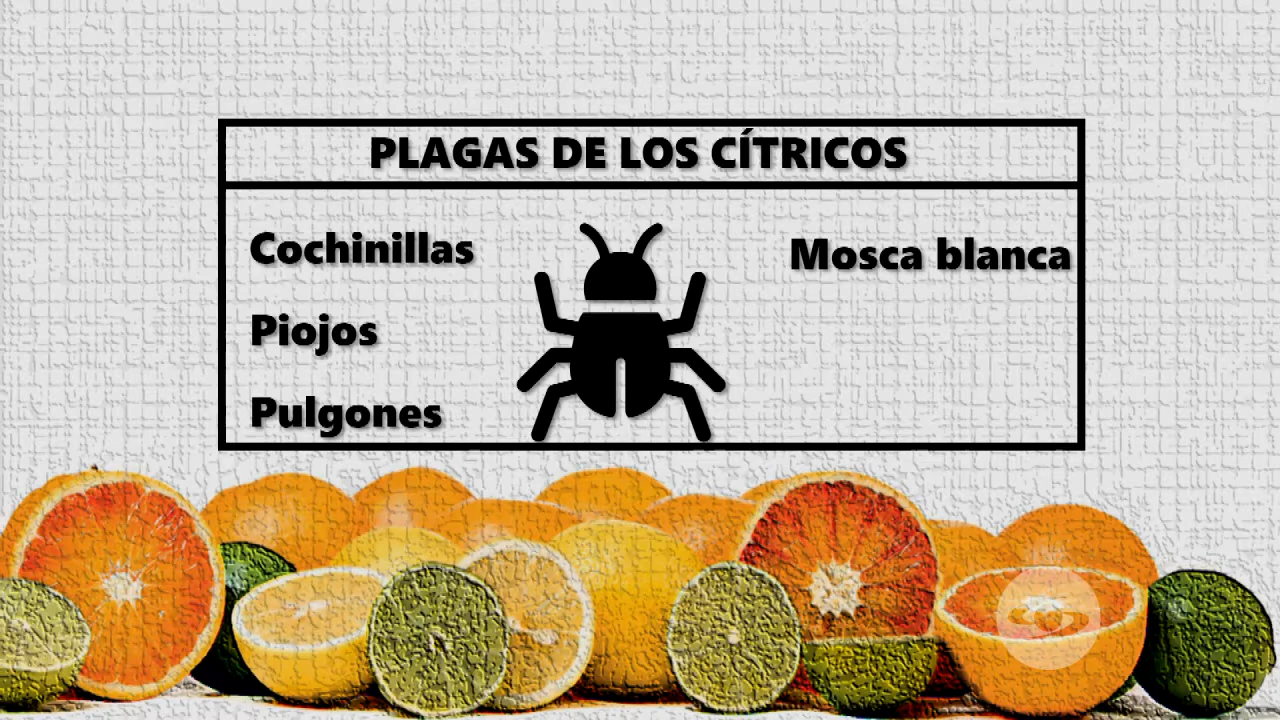 PLAGAS DE LOS CÍTRICOS
Cochinillas
Piojos
Pulgones
Mosca blanca